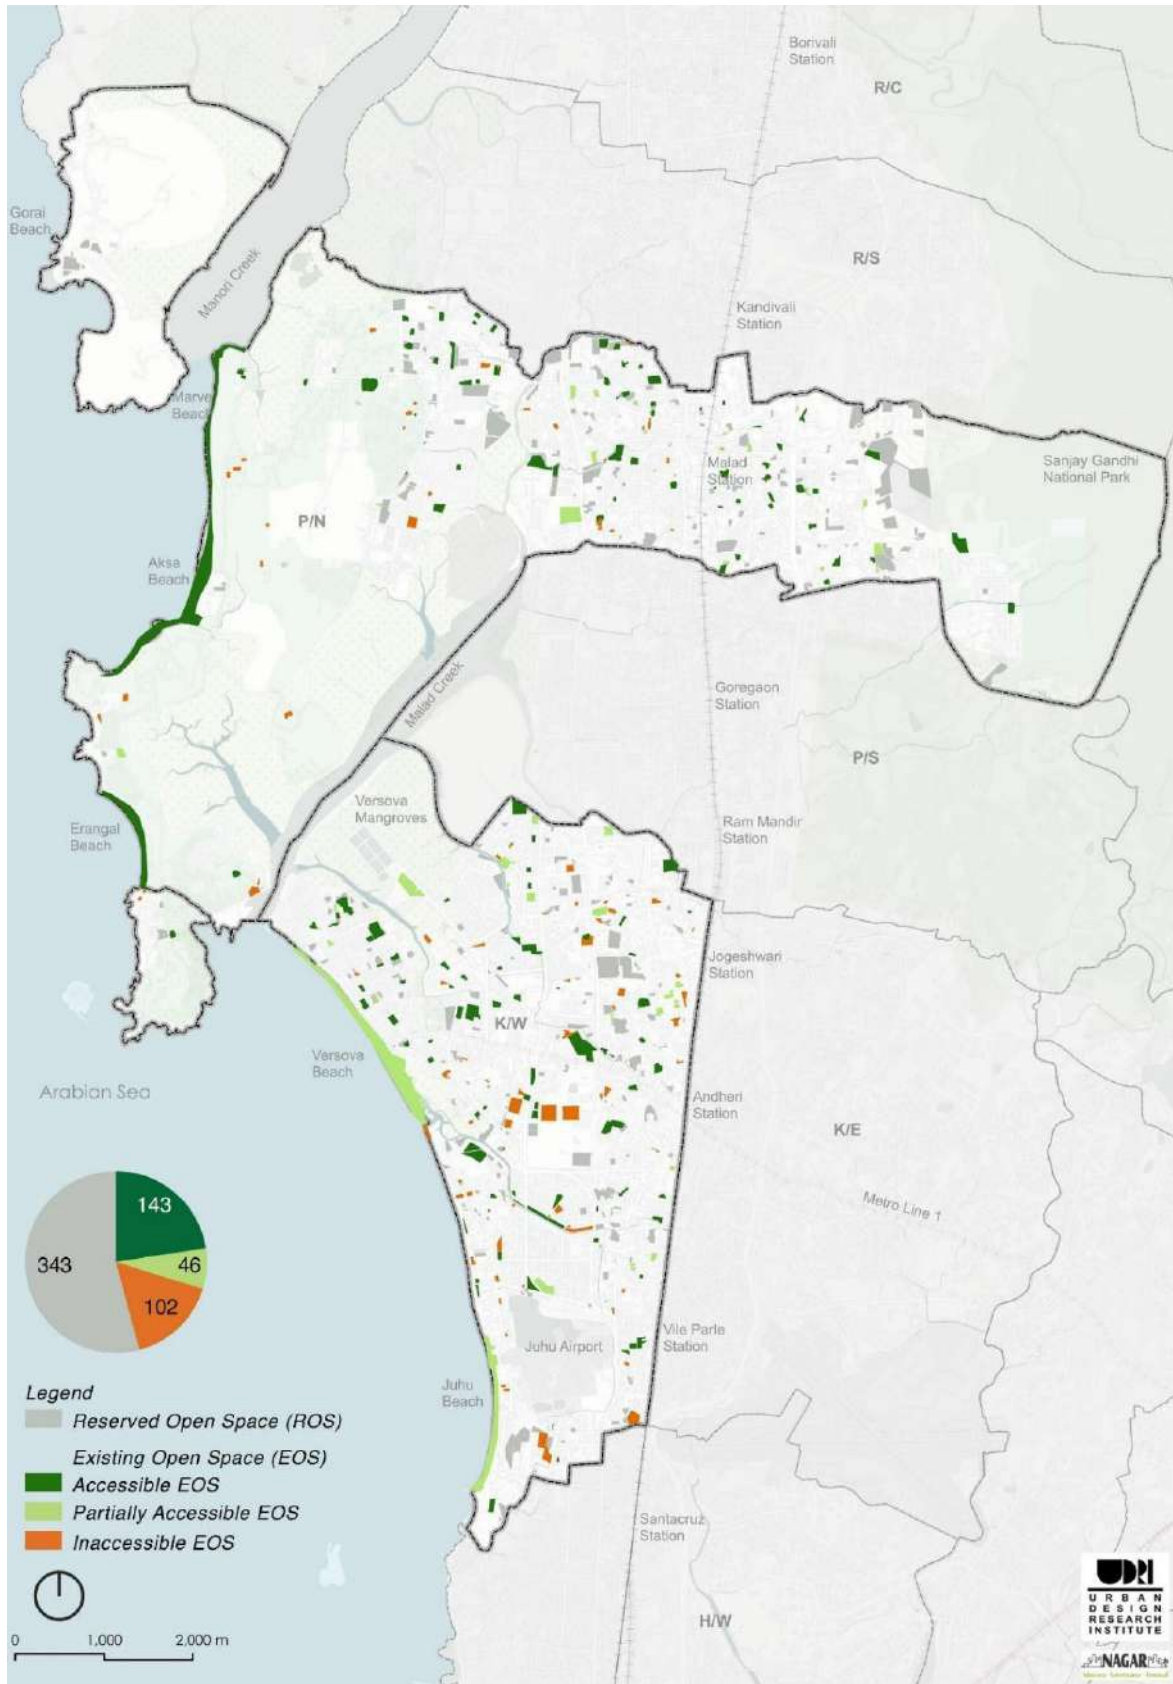 Borivali
Station
R/C
Gorai
Beach
Manori Creek
R/S
Kandivali
Station
Marve
Beach
Malad
Station
Sanjay Gandhi
National Park
P/N
Aksa
Beach
Malad Creek
Goregaon
Station
P/S
Versova
Mangroves
Erangal
Beach
Ram Mandir
Station
Jogeshwari
Station
K/W
Versova
Beach
Arabian Sea
Andheri
Station
K/E
143
343
46
102
Metro Line 1
Vile Parle
Station
Juhu Airport
Juhu
Beach
Legend
Reserved Open Space (ROS)
Existing Open Space (EOS)
Accessible EOS
Partially Accessible EOS
Inaccessible EOS
Santacruz
Station
H/W
0 1,000 2,000 m
UDRI
URBAN
DESIGN
RESEARCH
INSTITUTE
NAGAR